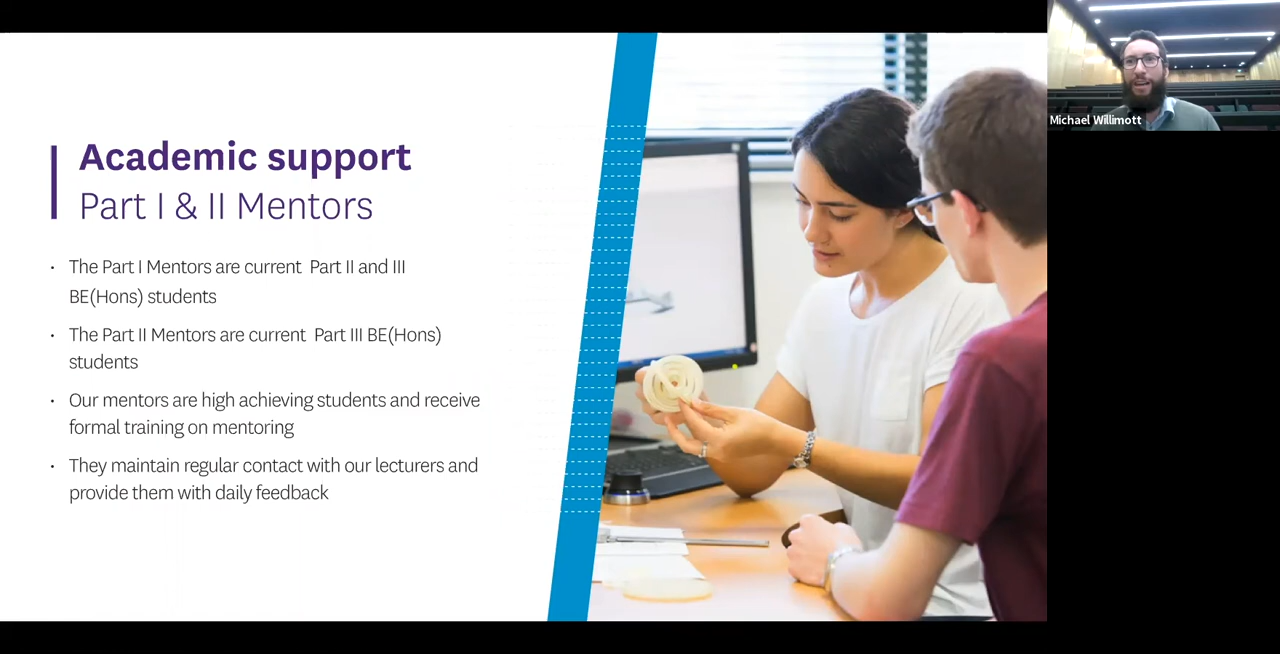 Academic support
Part I & II Mentors
· The Part I Mentors are current Part II and III
BE(Hons) students
· The Part II Mentors are current Part III BE(Hons)
students
· Our mentors are high achieving students and receive
formal training on mentoring
· They maintain regular contact with our lecturers and
provide them with daily feedback
Michael Willimott